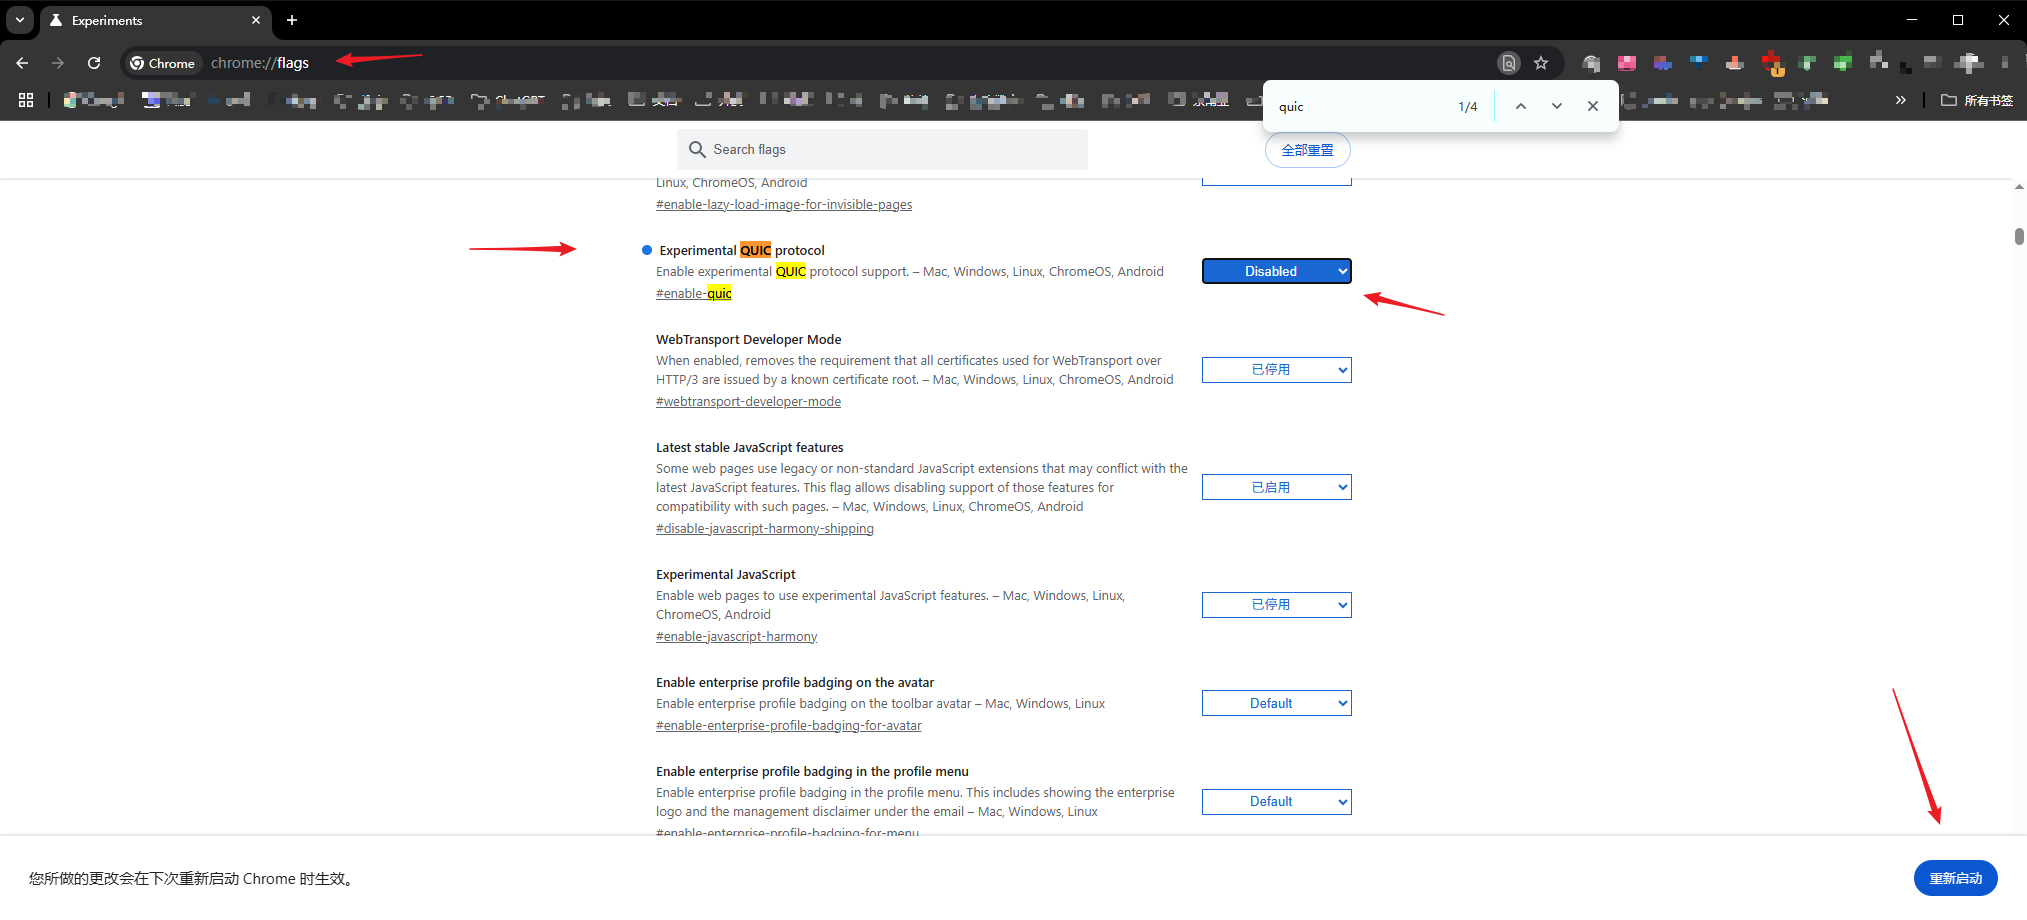 Experiments
Chrome
chrome://flags
所有书签
quic
1/4
Search flags
全部重置
Linux, ChromeOS, Android
#enable-lazy-load-image-for-invisible-pages
Experimental QUIC protocol
Enable experimental QUIC protocol support. – Mac, Windows, Linux, ChromeOS, Android
#enable-quic
Disabled
WebTransport Developer Mode
When enabled, removes the requirement that all certificates used for WebTransport over
HTTP/3 are issued by a known certificate root. – Mac, Windows, Linux, ChromeOS, Android
#webtransport-developer-mode
已停用
Latest stable JavaScript features
Some web pages use legacy or non-standard JavaScript extensions that may conflict with the
latest JavaScript features. This flag allows disabling support of those features for
compatibility with such pages. – Mac, Windows, Linux, ChromeOS, Android
#disable-javascript-harmony-shipping
已启用
Experimental JavaScript
Enable web pages to use experimental JavaScript features. – Mac, Windows, Linux,
ChromeOS, Android
#enable-javascript-harmony
已停用
Enable enterprise profile badging on the avatar
Enable enterprise profile badging on the toolbar avatar – Mac, Windows, Linux
#enable-enterprise-profile-badging-for-avatar
Default
Enable enterprise profile badging in the profile menu
Enable enterprise profile badging in the profile menu. This includes showing the enterprise
logo and the management disclaimer under the email – Mac, Windows, Linux
#enable-enterprise-profile-badging-for-menu
Default
您所做的更改会在下次重新启动 Chrome 时生效。
重新启动